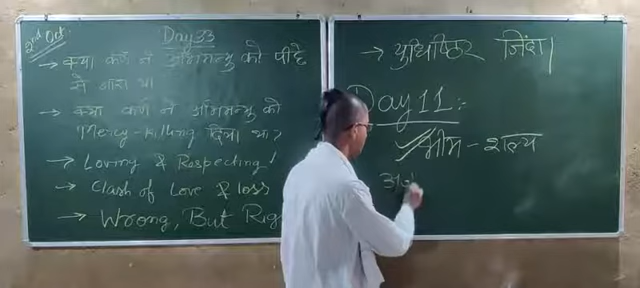 2nd Oct.
Day 33
→ क्या कर्ण ने अभिमन्यु को पीछे
से मारा था
→ क्या कर्ण ने अभिमन्यु को
Mercy-Killing दिया था?
→ Loving & Respecting!
→ Clash of Love & loss
→ Wrong, But Rig
→ युधिष्ठिर जिंदा|
Day 11:-
✓भीम - शल्य